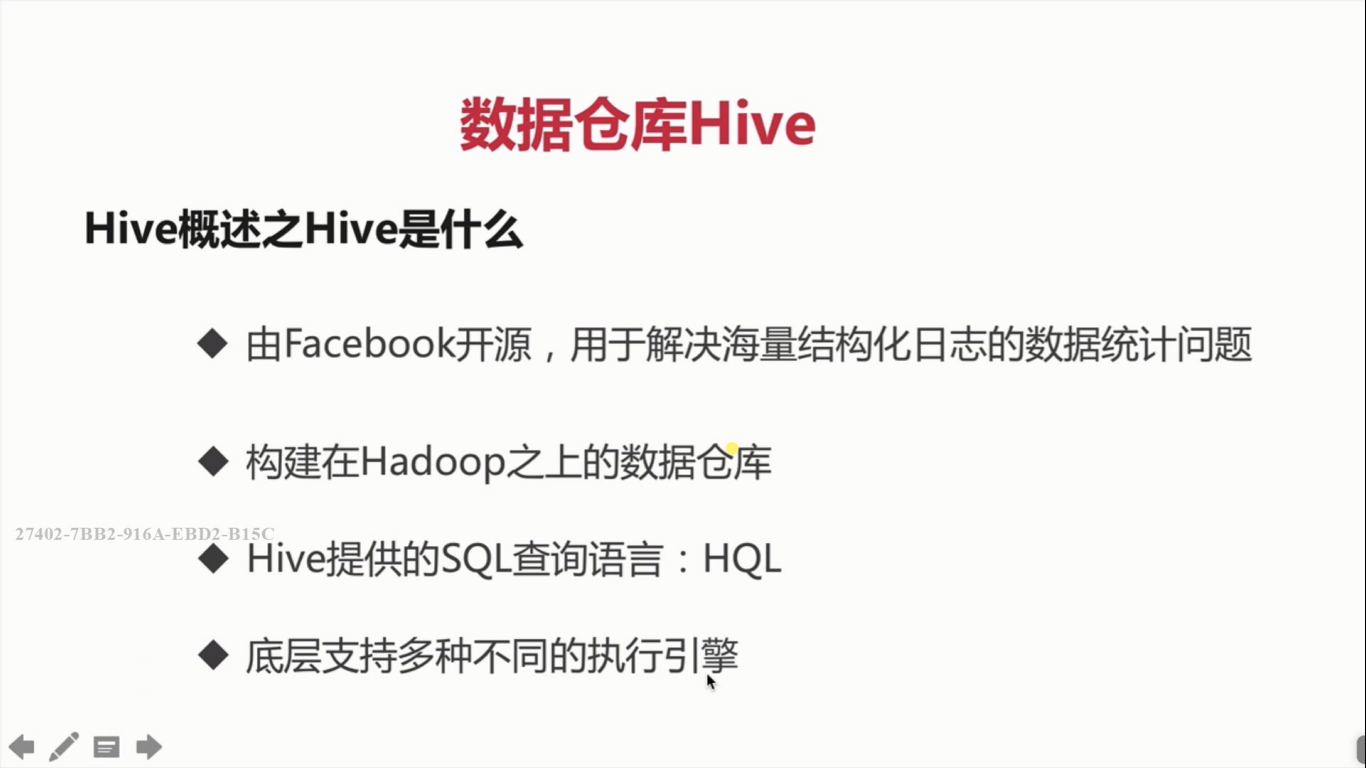 数据仓库Hive
Hive概述之Hive是什么
◆ 由Facebook开源，用于解决海量结构化日志的数据统计问题
◆ 构建在Hadoop之上的数据仓库
27402-7BB2-916A-EBD2-B15C
◆ Hive提供的SQL查询语言：HQL
◆ 底层支持多种不同的执行引擎